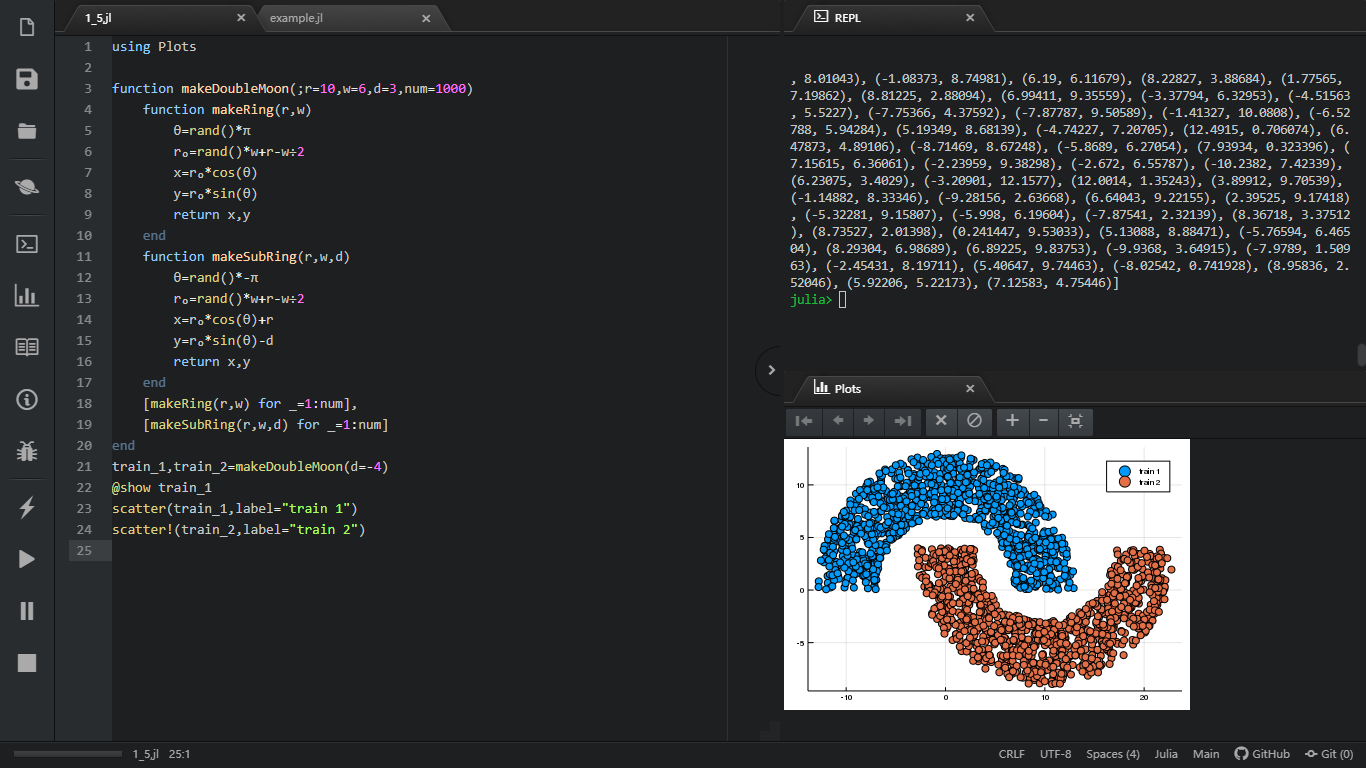 1_5.jl
example.jl
1 using Plots
2
3 function makeDoubleMoon(;r=10,w=6,d=3,num=1000)
4 function makeRing(r,w)
5 θ=rand()*π
6 r₀=rand()*w+r-w÷2
7 x=r₀*cos(θ)
8 y=r₀*sin(θ)
9 return x,y
10 end
11 function makeSubRing(r,w,d)
12 θ=rand()*-π
13 r₀=rand()*w+r-w÷2
14 x=r₀*cos(θ)+r
15 y=r₀*sin(θ)-d
16 return x,y
17 end
18 [makeRing(r,w) for _=1:num],
19 [makeSubRing(r,w,d) for _=1:num]
20 end
21 train_1,train_2=makeDoubleMoon(d=-4)
22 @show train_1
23 scatter(train_1,label="train 1")
24 scatter!(train_2,label="train 2")
25
REPL
, 8.01043), (-1.08373, 8.74981), (6.19, 6.11679), (8.22827, 3.88684), (1.77565,
7.19862), (8.81225, 2.88094), (6.99411, 9.35559), (-3.37794, 6.32953), (-4.51563
, 5.5227), (-7.75366, 4.37592), (-7.87787, 9.50589), (-1.41327, 10.0808), (-6.52
788, 5.94284), (5.19349, 8.68139), (-4.74227, 7.20705), (12.4915, 0.706074), (6.
47873, 4.89106), (-8.71469, 8.67248), (-5.8689, 6.27054), (7.93934, 0.323396), (
7.15615, 6.36061), (-2.23959, 9.38298), (-2.672, 6.55787), (-10.2382, 7.42339),
(6.23075, 3.4029), (-3.20901, 12.1577), (12.0014, 1.35243), (3.89912, 9.70539),
(-1.14882, 8.33346), (-9.28156, 2.63668), (6.64043, 9.22155), (2.39525, 9.17418)
, (-5.32281, 9.15807), (-5.998, 6.19604), (-7.87541, 2.32139), (8.36718, 3.37512
), (8.73527, 2.01398), (0.241447, 9.53033), (5.13088, 8.88471), (-5.76594, 6.465
04), (8.29304, 6.98689), (6.89225, 9.83753), (-9.9368, 3.64915), (-7.9789, 1.509
63), (-2.45431, 8.19711), (5.40647, 9.74463), (-8.02542, 0.741928), (8.95836, 2.
52046), (5.92206, 5.22173), (7.12583, 4.75446)]
julia>
Plots
train 1
train 2
10
5
0
-5
-10 0 10 20
1_5.jl 25:1
CRLF UTF-8 Spaces (4) Julia Main GitHub Git (0)